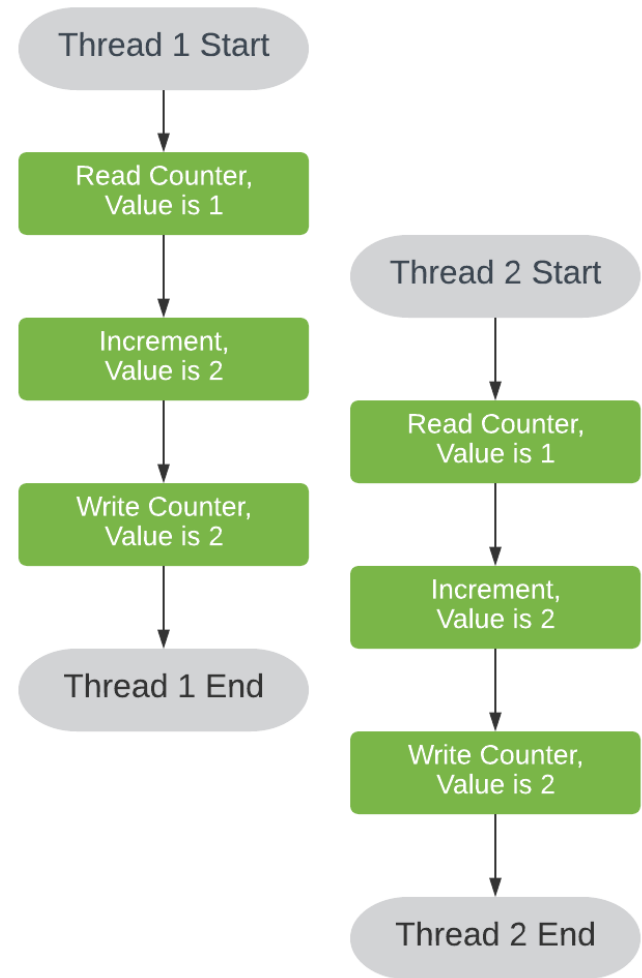 Thread 1 Start
Read Counter,
Value is 1
Increment,
Value is 2
Write Counter,
Value is 2
Thread 1 End
Thread 2 Start
Read Counter,
Value is 1
Increment,
Value is 2
Write Counter,
Value is 2
Thread 2 End